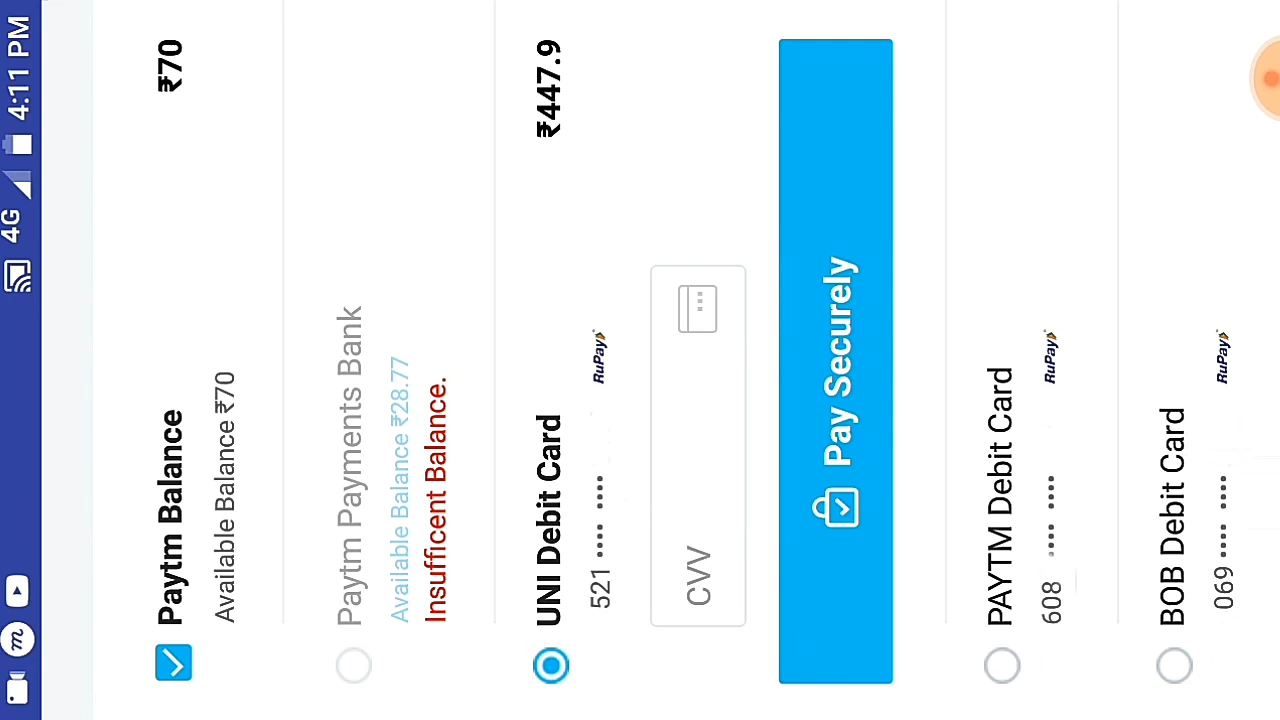 4G 4:11 PM
Paytm Balance ₹70
Available Balance ₹70
Paytm Payments Bank
Available Balance ₹28.77
Insufficent Balance.
UNI Debit Card ₹447.9
521 •••• •••• RuPay
CVV
Pay Securely
PAYTM Debit Card
608 •••• •••• RuPay
BOB Debit Card
069 •••• •••• RuPay